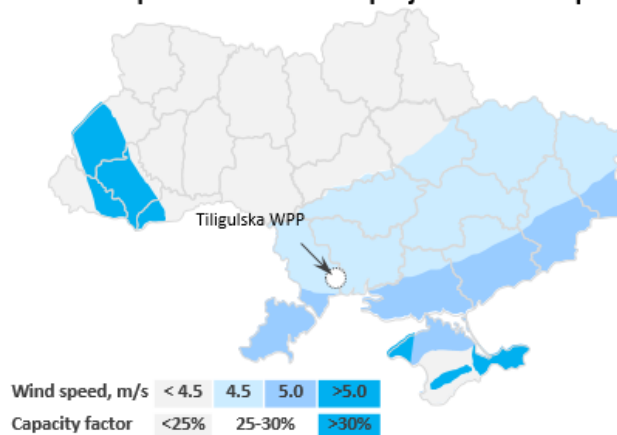 Tiligulska WPP
Wind speed, m/s < 4.5 4.5 5.0 >5.0
Capacity factor <25% 25-30% >30%